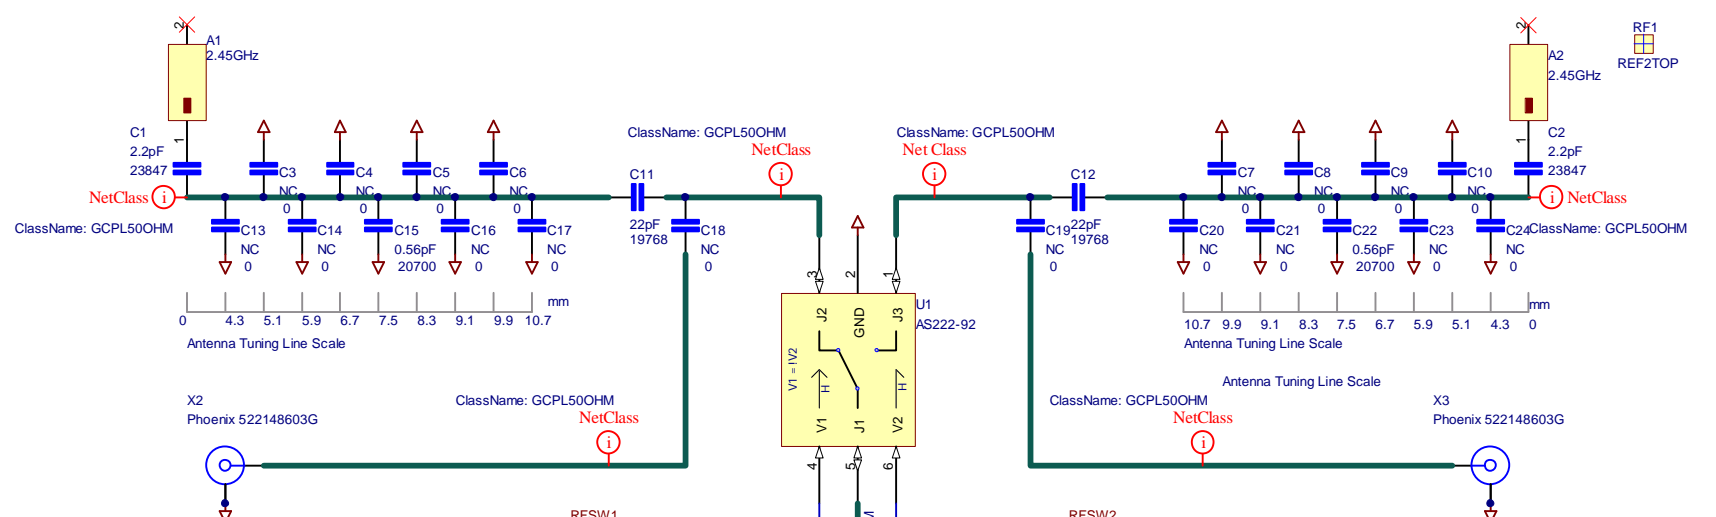 2
A1
2.45GHz
2
A2
2.45GHz
RF1
REF2TOP
C1
2.2pF
23847
1
C3
NC
0
C4
NC
0
C5
NC
0
C6
NC
0
ClassName: GCPL50OHM
NetClass
i
ClassName: GCPL50OHM
Net Class
i
C7
NC
0
C8
NC
0
C9
NC
0
C10
NC
0
1
C2
2.2pF
23847
NetClass
i
ClassName: GCPL50OHM
C11
22pF
19768
C12
22pF
19768
i
NetClass
ClassName: GCPL50OHM
C13
NC
0
C14
NC
0
C15
0.56pF
20700
C16
NC
0
C17
NC
0
C18
NC
0
C19
NC
0
C20
NC
0
C21
NC
0
C22
0.56pF
20700
C23
NC
0
C24
NC
0
mm
0 4.3 5.1 5.9 6.7 7.5 8.3 9.1 9.9 10.7
Antenna Tuning Line Scale
mm
10.7 9.9 9.1 8.3 7.5 6.7 5.9 5.1 4.3 0
Antenna Tuning Line Scale
Antenna Tuning Line Scale
3
2
1
U1
AS222-92
J2
GND
J3
V1 = !V2
H
H
V1
J1
V2
4
5
6
X2
Phoenix 522148603G
ClassName: GCPL50OHM
NetClass
i
ClassName: GCPL50OHM
NetClass
i
X3
Phoenix 522148603G
RFSW1
RFSW2